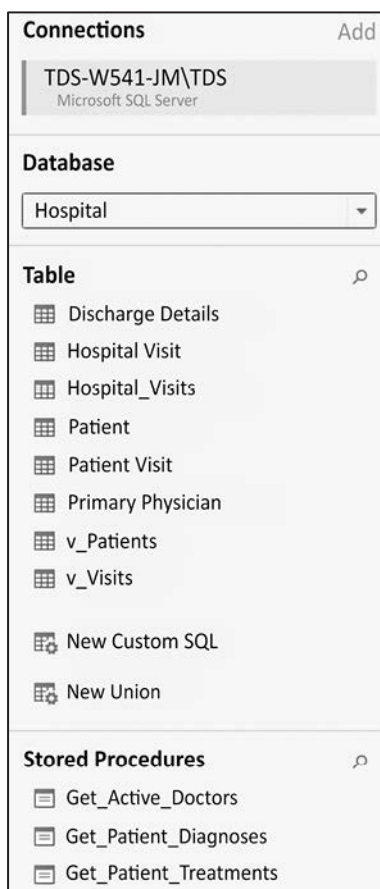 Connections Add
TDS-W541-JM\TDS
Microsoft SQL Server
Database
Hospital
Table
Discharge Details
Hospital Visit
Hospital_Visits
Patient
Patient Visit
Primary Physician
v_Patients
v_Visits
New Custom SQL
New Union
Stored Procedures
Get_Active_Doctors
Get_Patient_Diagnoses
Get_Patient_Treatments